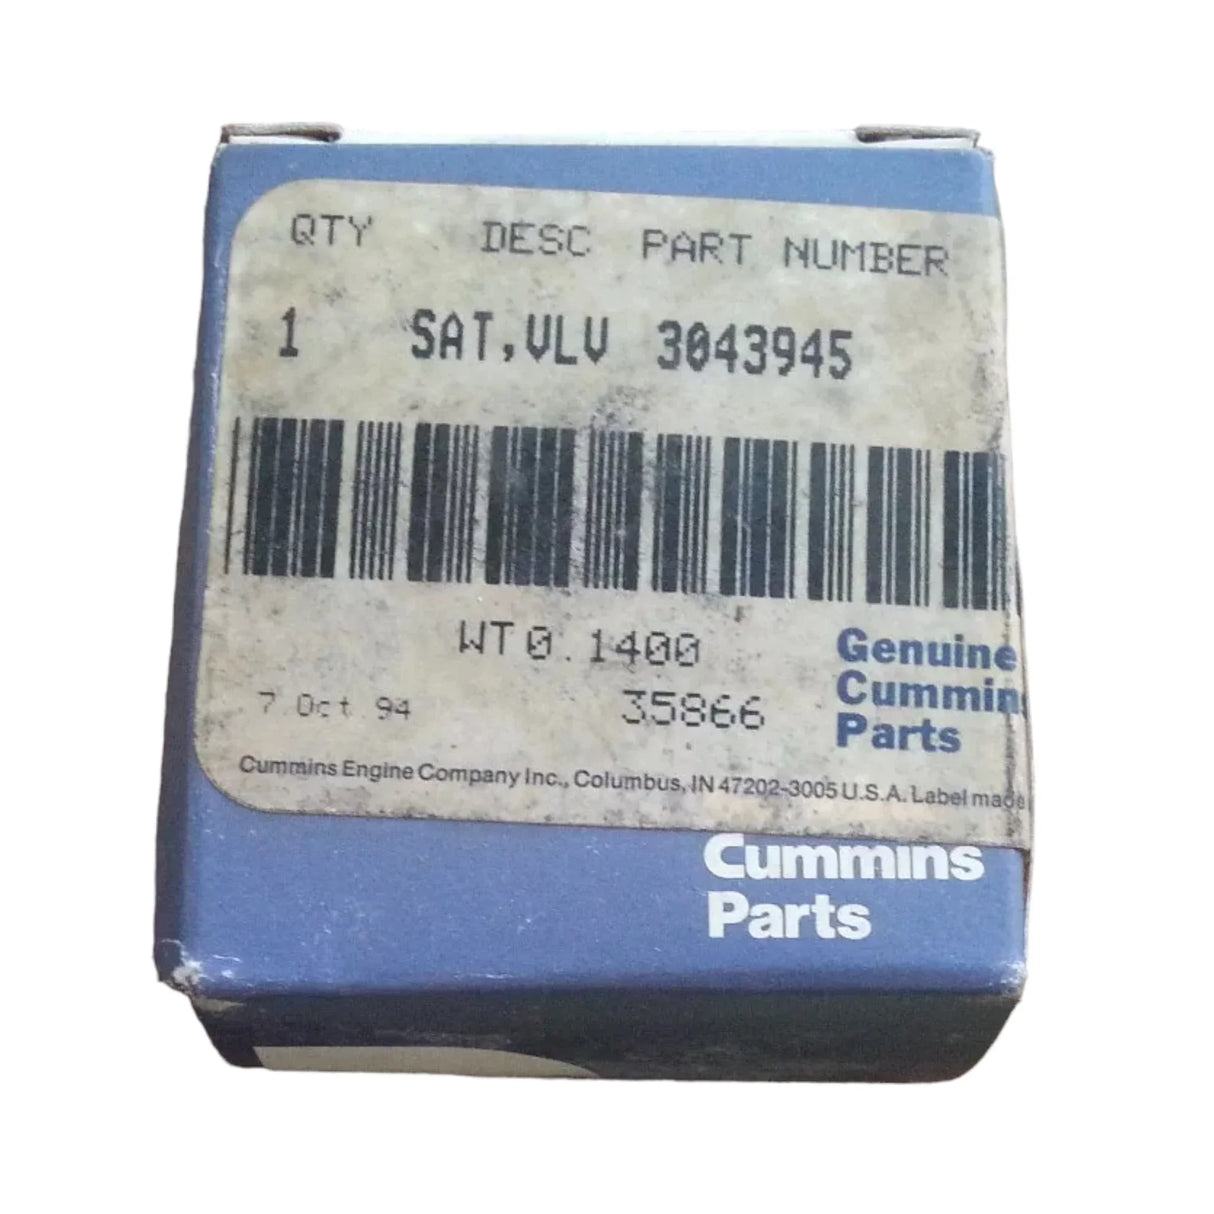 QTY DESC PART NUMBER
1 SAT,VLV 3043945
WT0.1400
7 Oct 94 35866
Genuine
Cummins
Parts
Cummins Engine Company Inc., Columbus, IN 47202-3005 U.S.A. Label made
Cummins
Parts